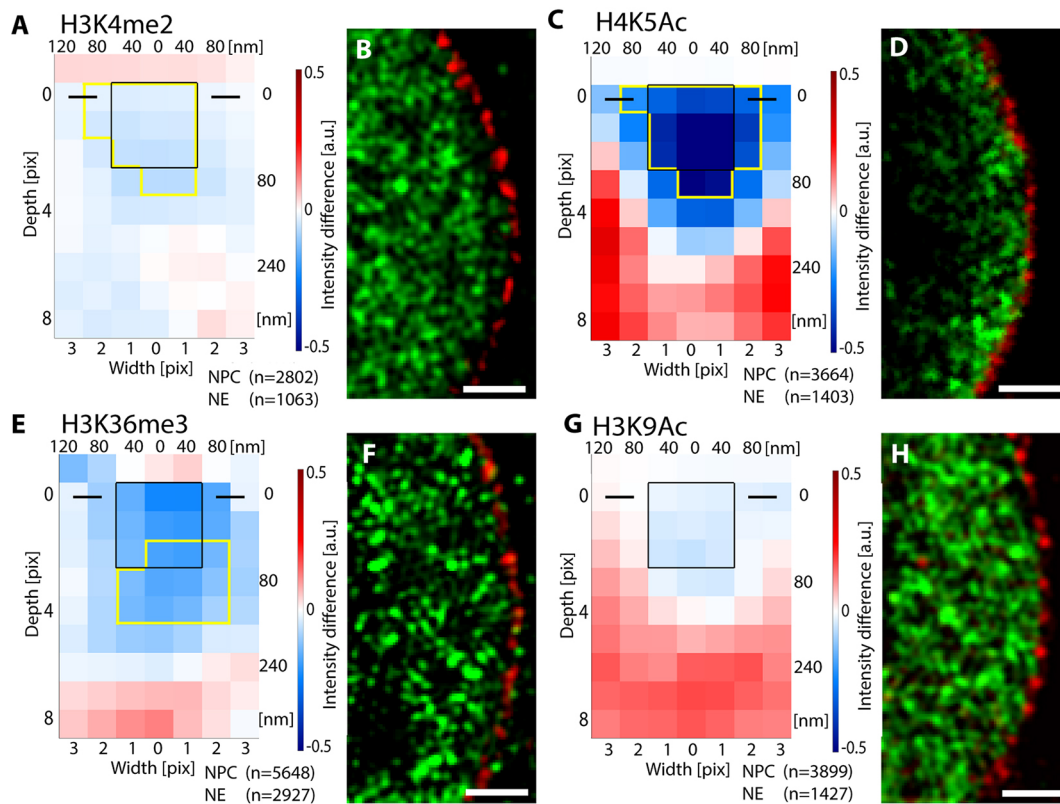 A H3K4me2
120 80 40 0 40 80 [nm]
0
4
8
Depth [pix]
3 2 1 0 1 2 3
Width [pix]
0
80
240
[nm]
0.5
0
-0.5
Intensity difference [a.u.]
NPC (n=2802)
NE (n=1063)
B
C H4K5Ac
120 80 40 0 40 80 [nm]
0
4
8
Depth [pix]
3 2 1 0 1 2 3
Width [pix]
0
80
240
[nm]
0.5
0
-0.5
Intensity difference [a.u.]
NPC (n=3664)
NE (n=1403)
D
E H3K36me3
120 80 40 0 40 80 [nm]
0
4
8
Depth [pix]
3 2 1 0 1 2 3
Width [pix]
0
80
240
[nm]
0.5
0
-0.5
Intensity difference [a.u.]
NPC (n=5648)
NE (n=2927)
F
G H3K9Ac
120 80 40 0 40 80 [nm]
0
4
8
Depth [pix]
3 2 1 0 1 2 3
Width [pix]
0
80
240
[nm]
0.5
0
-0.5
Intensity difference [a.u.]
NPC (n=3899)
NE (n=1427)
H